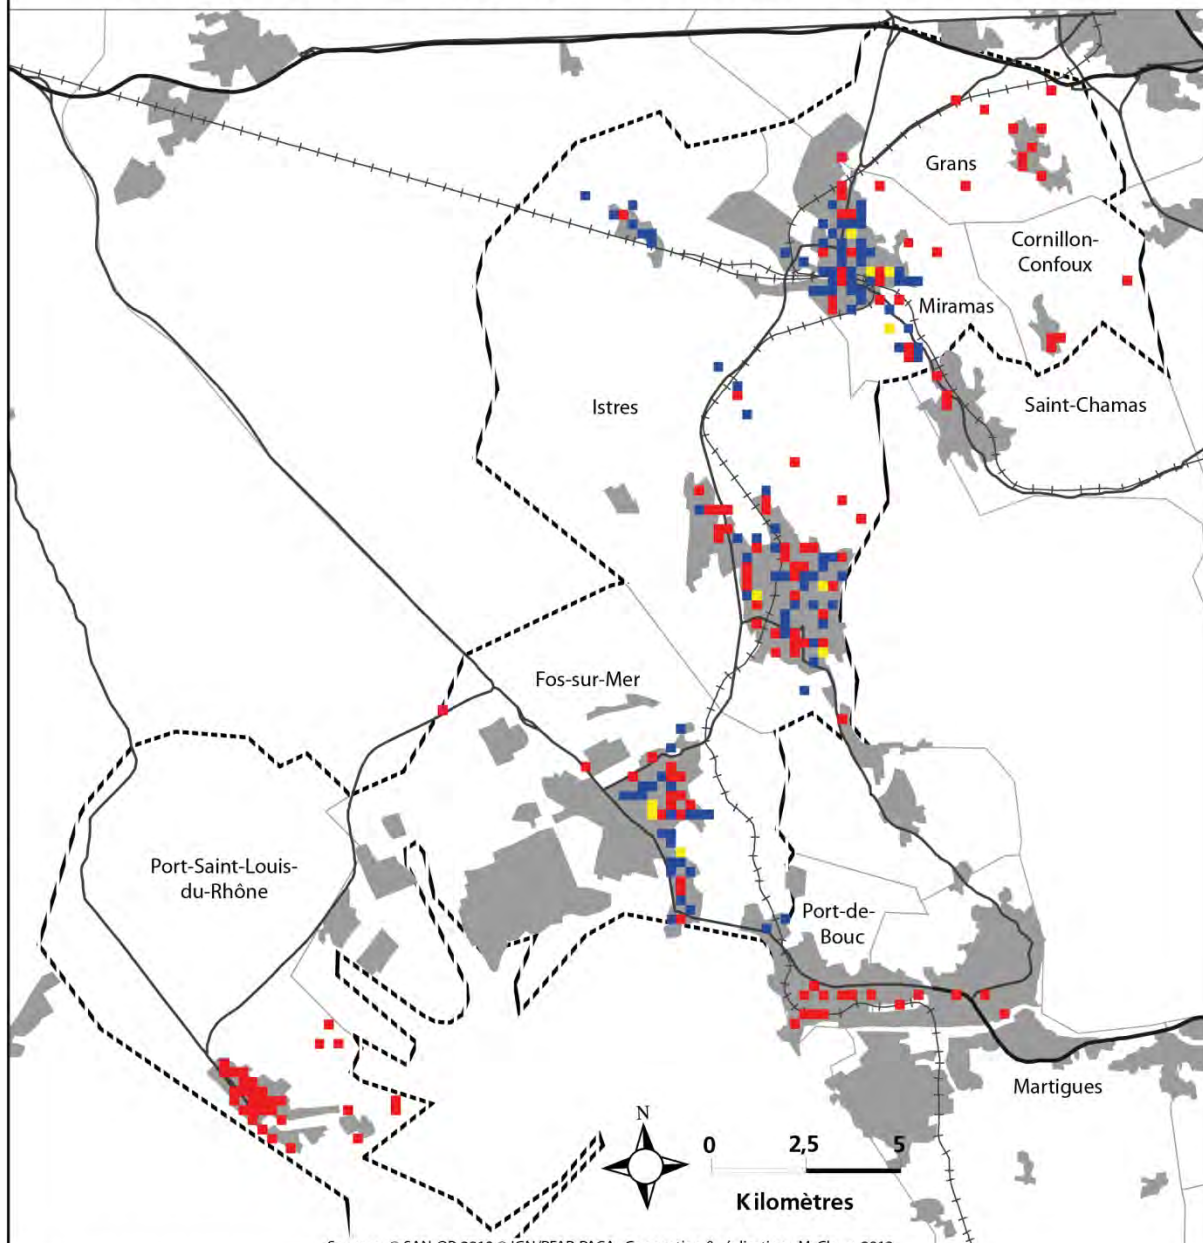 Grans
Cornillon-
Confoux
Miramas
Istres
Saint-Chamas
Fos-sur-Mer
Port-Saint-Louis-
du-Rhône
Port-de-
Bouc
Martigues
N
0 2,5 5
Kilomètres